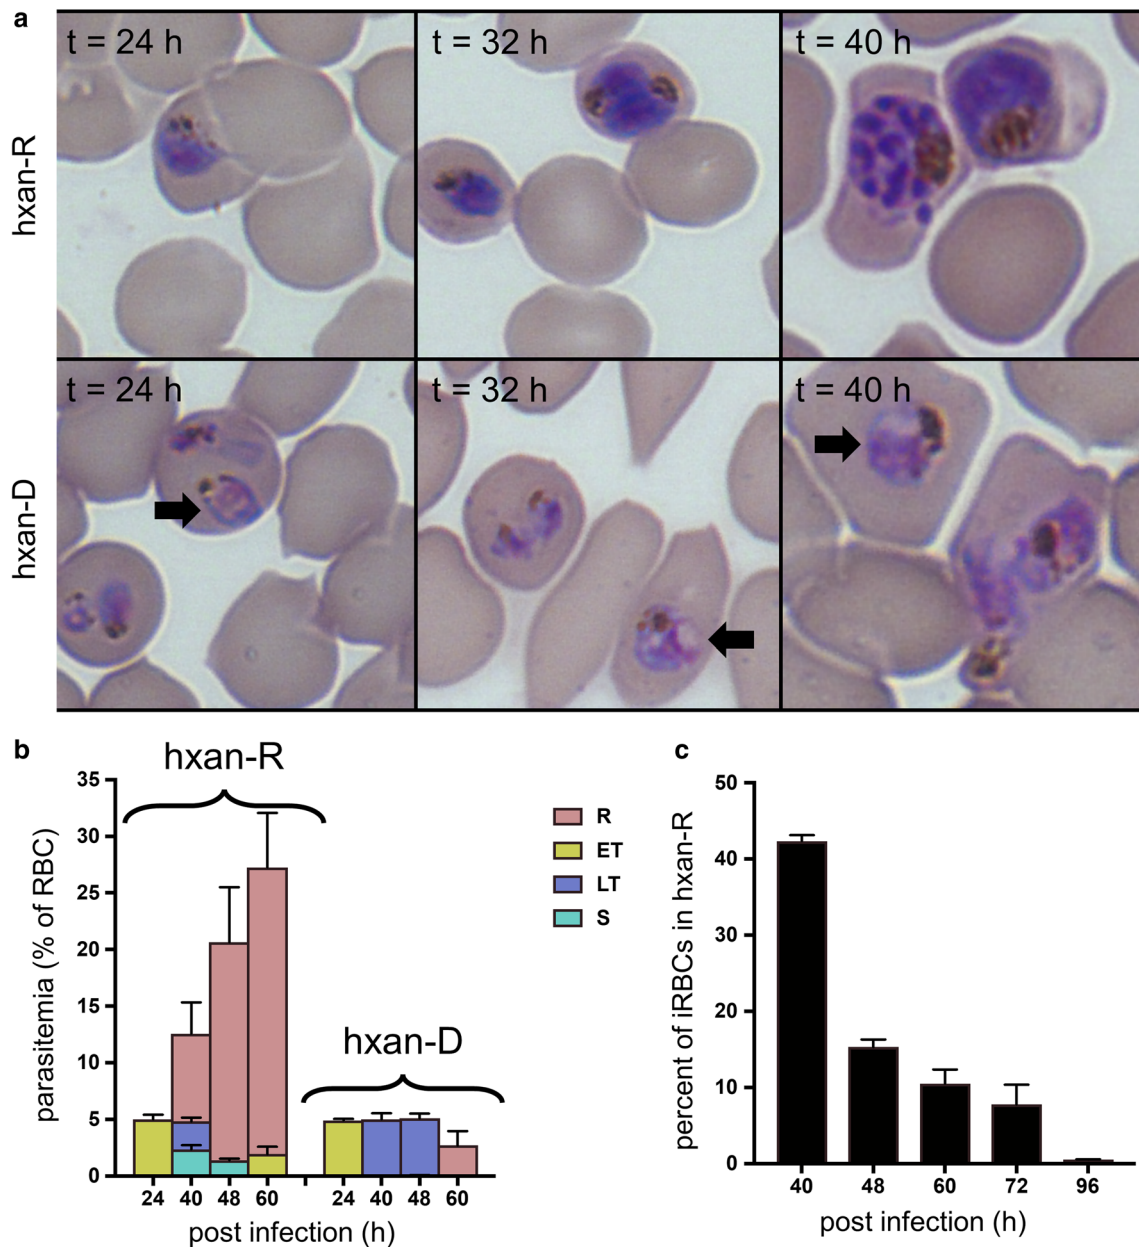 a
t = 24 h
t = 32 h
t = 40 h
hxan-R
t = 24 h
t = 32 h
t = 40 h
hxan-D
b
hxan-R
hxan-D
parasitemia (% of RBC)
35
30
25
20
15
10
5
0
24 40 48 60 24 40 48 60
post infection (h)
R
ET
LT
S
c
percent of iRBCs in hxan-R
50
40
30
20
10
0
40 48 60 72 96
post infection (h)